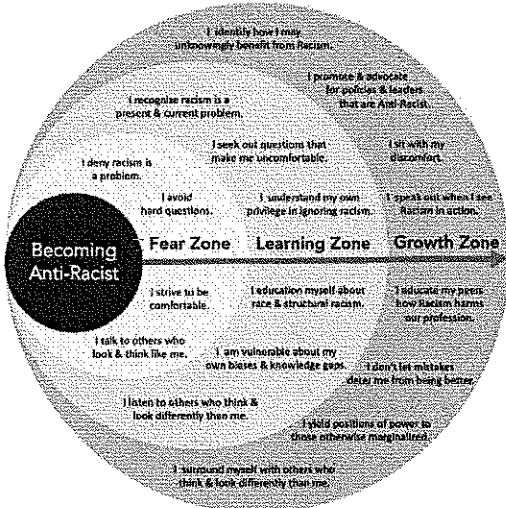 I identify how I may
unknowingly benefit from Racism.
I promote & advocate
for policies & leaders
that are Anti-Racist.
I recognize racism is a
present & current problem.
I seek out questions that
make me uncomfortable.
I sit with my
discomfort.
I deny racism is
a problem.
I avoid
hard questions.
I understand my own
privilege in ignoring racism.
I speak out when I see
Racism in action.
Becoming
Anti-Racist
Fear Zone
Learning Zone
Growth Zone
I strive to be
comfortable.
I education myself about
race & structural racism.
I educate my peers
how Racism harms
our profession.
I talk to others who
look & think like me.
I am vulnerable about my
own biases & knowledge gaps.
I don't let mistakes
deter me from being better.
I listen to others who think &
look differently than me.
I yield positions of power to
those otherwise marginalized.
I surround myself with others who
think & look differently than me.